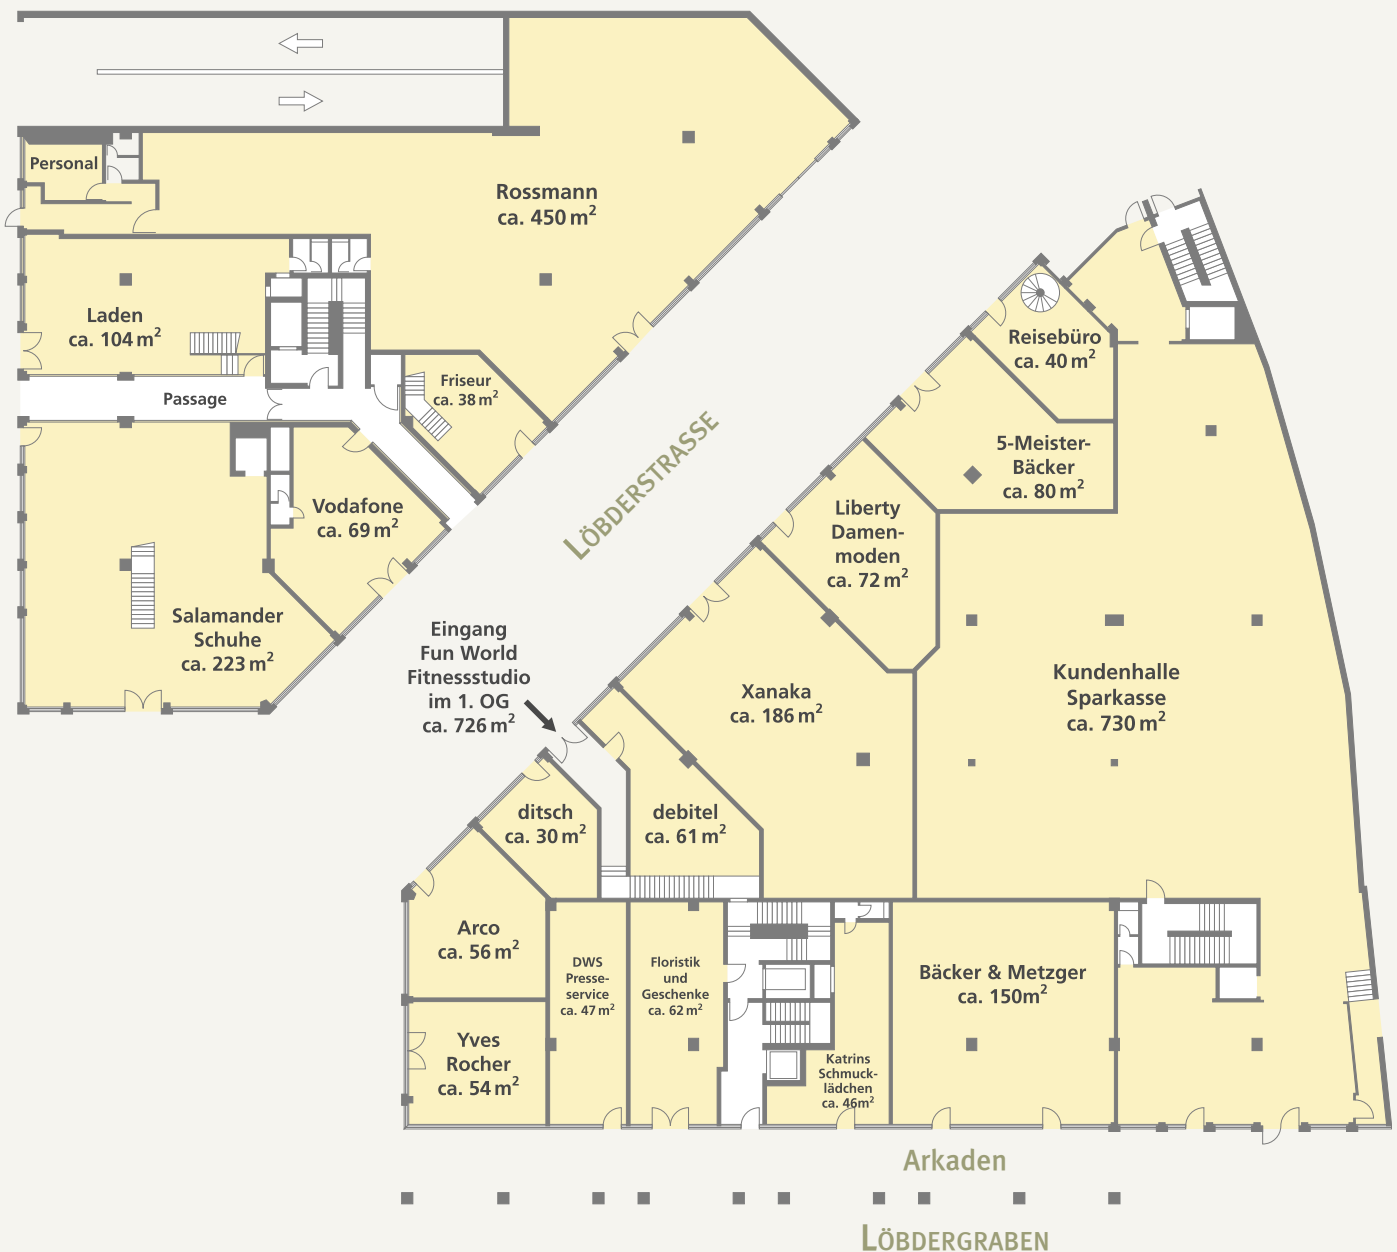 Personal
Rossmann
ca. 450 m²
Laden
ca. 104 m²
Passage
Friseur
ca. 38 m²
Vodafone
ca. 69 m²
Salamander
Schuhe
ca. 223 m²
LÖBDERSTRASSE
Reisebüro
ca. 40 m²
5-Meister-
Bäcker
ca. 80 m²
Liberty
Damen-
moden
ca. 72 m²
Eingang
Fun World
Fitnessstudio
im 1. OG
ca. 726 m²
Xanaka
ca. 186 m²
Kundenhalle
Sparkasse
ca. 730 m²
ditsch
ca. 30 m²
debitel
ca. 61 m²
Arco
ca. 56 m²
DWS
Presse-
service
ca. 47 m²
Floristik
und
Geschenke
ca. 62 m²
Bäcker & Metzger
ca. 150m²
Yves
Rocher
ca. 54 m²
Katrins
Schmuck-
lädchen
ca. 46m²
Arkaden
LÖBDERGRABEN